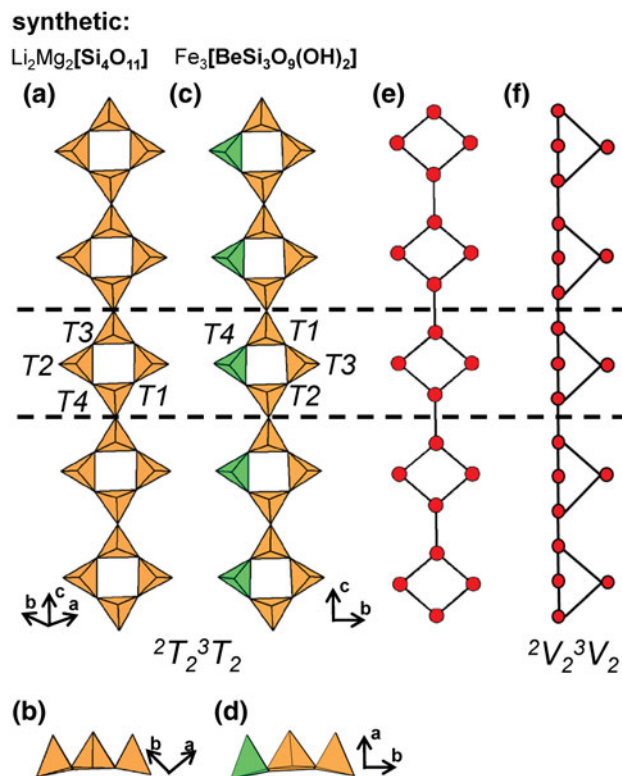 synthetic:
Li2Mg2[Si4O11] Fe3[BeSi3O9(OH)2]
(a) (c) (e) (f)
T3 T4 T1
T2 T3
T4 T1 T2
b c a c b
²T₂³T₂ ²V₂³V₂
(b) (d)
b a a b